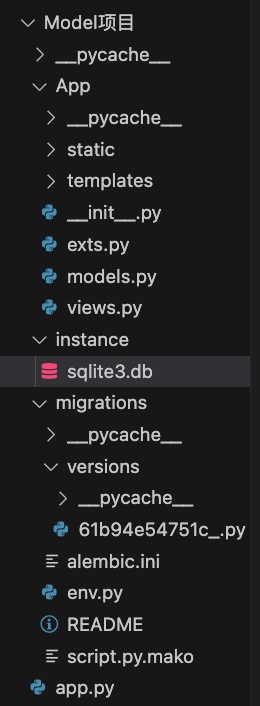 Model项目
__pycache__
App
__pycache__
static
templates
__init__.py
exts.py
models.py
views.py
instance
sqlite3.db
migrations
__pycache__
versions
__pycache__
61b94e54751c_.py
alembic.ini
env.py
README
script.py.mako
app.py